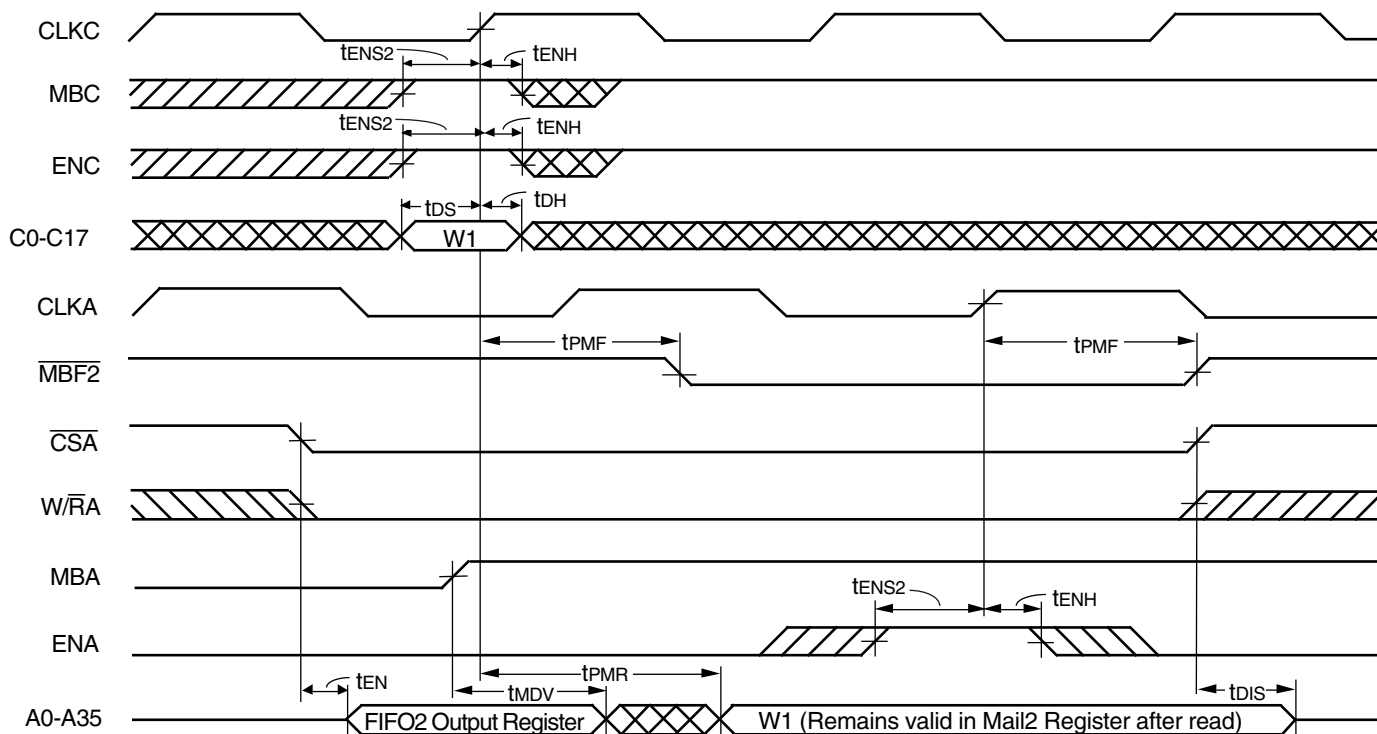 CLKC
tENS2
tENH
MBC
tENS2
tENH
ENC
tDS
tDH
C0-C17
W1
CLKA
tPMF
tPMF
MBF2
CSA
W/RA
MBA
tENS2
tENH
ENA
tPMR
tEN
tMDV
tDIS
A0-A35
FIFO2 Output Register
W1 (Remains valid in Mail2 Register after read)